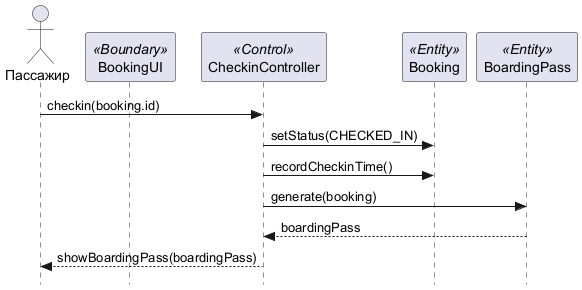 «Boundary»
BookingUI
«Control»
CheckinController
«Entity»
Booking
«Entity»
BoardingPass
Пассажир
checkin(booking.id)
setStatus(CHECKED_IN)
recordCheckinTime()
generate(booking)
boardingPass
showBoardingPass(boardingPass)